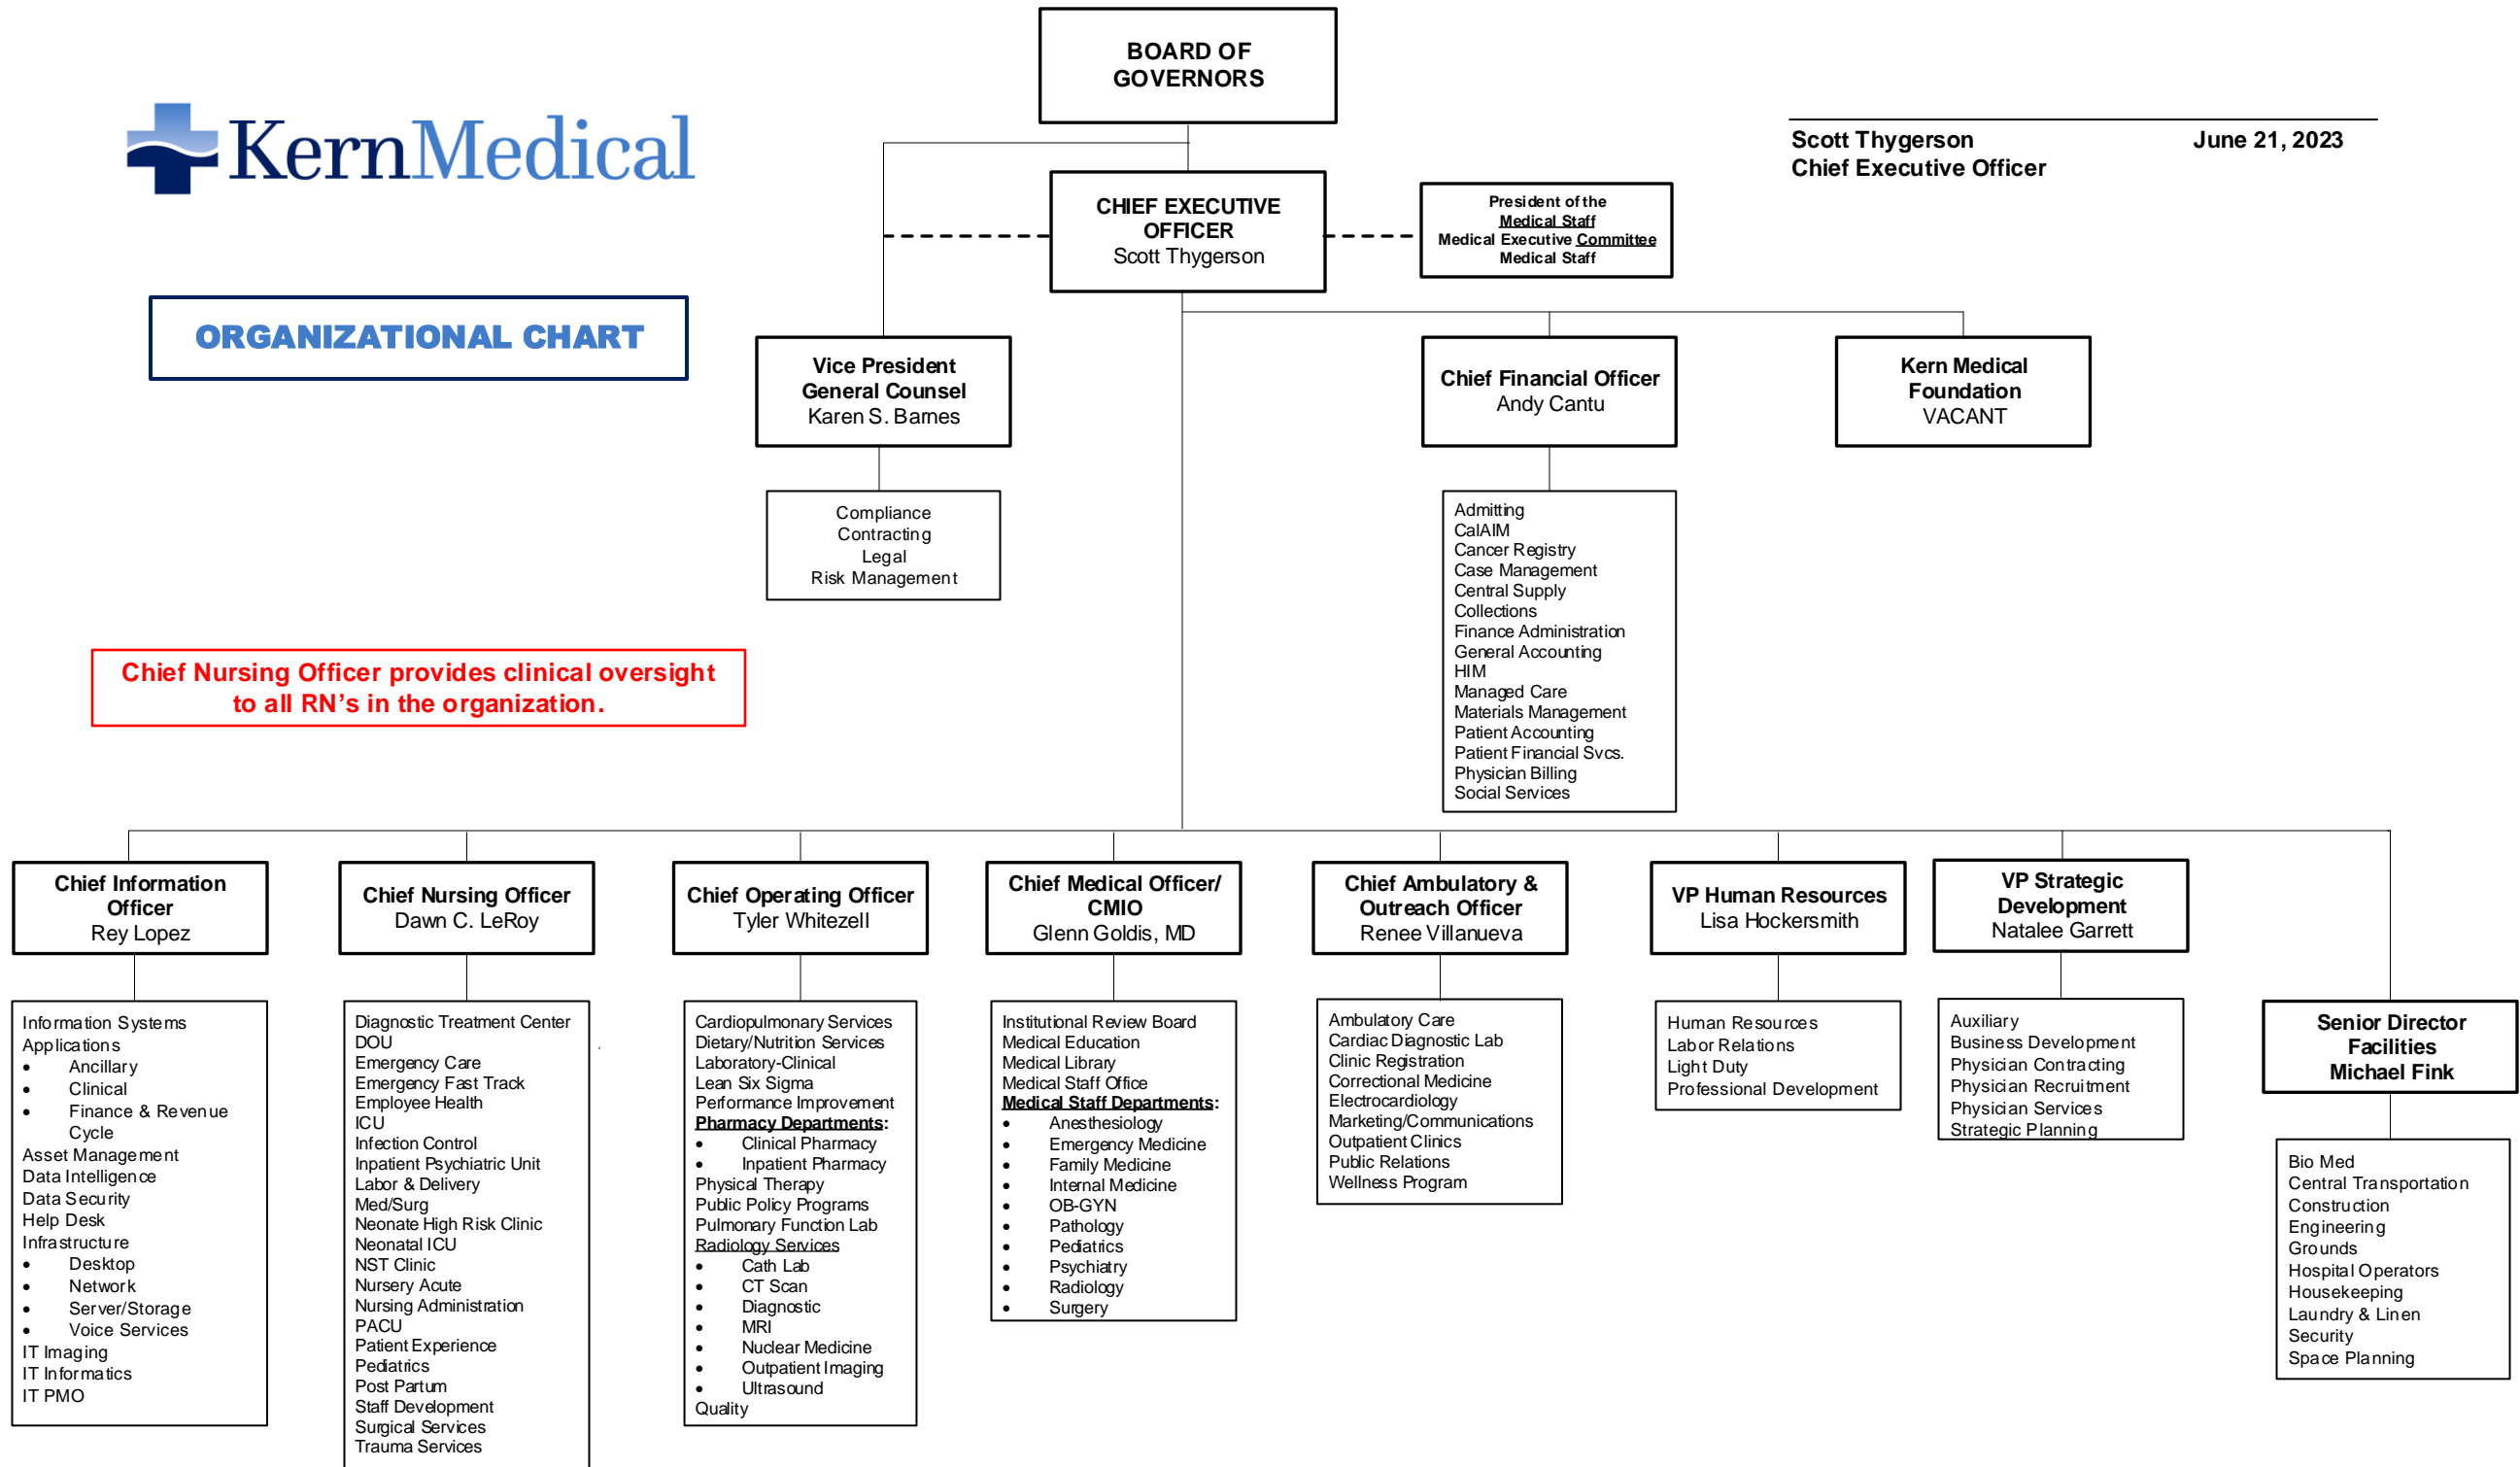 BOARD OF
GOVERNORS
KernMedical
Scott Thygerson June 21, 2023
Chief Executive Officer
CHIEF EXECUTIVE
OFFICER
Scott Thygerson
President of the
Medical Staff
Medical Executive Committee
Medical Staff
ORGANIZATIONAL CHART
Vice President
General Counsel
Karen S. Barnes
Chief Financial Officer
Andy Cantu
Kern Medical
Foundation
VACANT
Compliance
Contracting
Legal
Risk Management
Admitting
CalAIM
Cancer Registry
Case Management
Central Supply
Collections
Finance Administration
General Accounting
HIM
Managed Care
Materials Management
Patient Accounting
Patient Financial Svcs.
Physician Billing
Social Services
Chief Nursing Officer provides clinical oversight
to all RN's in the organization.
Chief Information
Officer
Rey Lopez
Information Systems
Applications
• Ancillary
• Clinical
• Finance & Revenue
Cycle
Asset Management
Data Intelligence
Data Security
Help Desk
Infrastructure
• Desktop
• Network
• Server/Storage
• Voice Services
IT Imaging
IT Informatics
IT PMO
Chief Nursing Officer
Dawn C. LeRoy
Diagnostic Treatment Center
DOU
Emergency Care
Emergency Fast Track
Employee Health
ICU
Infection Control
Inpatient Psychiatric Unit
Labor & Delivery
Med/Surg
Neonate High Risk Clinic
Neonatal ICU
NST Clinic
Nursery Acute
Nursing Administration
PACU
Patient Experience
Pediatrics
Post Partum
Staff Development
Surgical Services
Trauma Services
Chief Operating Officer
Tyler Whitezell
Cardiopulmonary Services
Dietary/Nutrition Services
Laboratory-Clinical
Lean Six Sigma
Performance Improvement
Pharmacy Departments:
• Clinical Pharmacy
• Inpatient Pharmacy
Physical Therapy
Public Policy Programs
Pulmonary Function Lab
Radiology Services
• Cath Lab
• CT Scan
• Diagnostic
• MRI
• Nuclear Medicine
• Outpatient Imaging
• Ultrasound
Quality
Chief Medical Officer/
CMIO
Glenn Goldis, MD
Institutional Review Board
Medical Education
Medical Library
Medical Staff Office
Medical Staff Departments:
• Anesthesiology
• Emergency Medicine
• Family Medicine
• Internal Medicine
• OB-GYN
• Pathology
• Pediatrics
• Psychiatry
• Radiology
• Surgery
Chief Ambulatory &
Outreach Officer
Renee Villanueva
Ambulatory Care
Cardiac Diagnostic Lab
Clinic Registration
Correctional Medicine
Electrocardiology
Marketing/Communications
Outpatient Clinics
Public Relations
Wellness Program
VP Human Resources
Lisa Hockersmith
Human Resources
Labor Relations
Light Duty
Professional Development
VP Strategic
Development
Natalee Garrett
Auxiliary
Business Development
Physician Contracting
Physician Recruitment
Physician Services
Strategic Planning
Senior Director
Facilities
Michael Fink
Bio Med
Central Transportation
Construction
Engineering
Grounds
Hospital Operators
Housekeeping
Laundry & Linen
Security
Space Planning